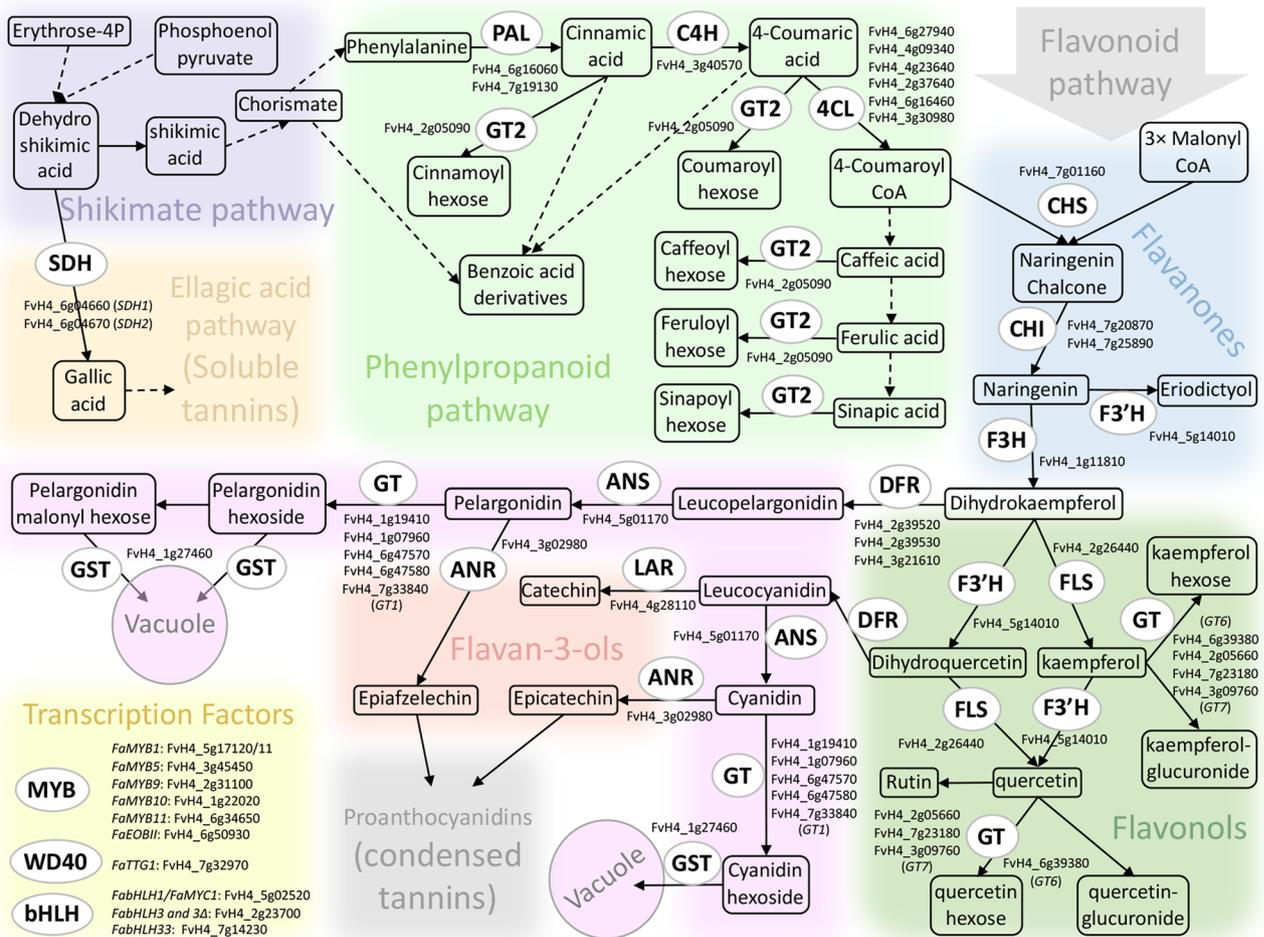 Erythrose-4P
Phosphoenol
pyruvate
Dehydro
shikimic
acid
shikimic
acid
Chorismate
Shikimate pathway
SDH
FvH4_6g04660 (SDH1)
FvH4_6g04670 (SDH2)
Gallic
acid
Ellagic acid
pathway
(Soluble
tannins)
Phenylalanine
PAL
FvH4_6g16060
FvH4_7g19130
Cinnamic
acid
C4H
FvH4_3g40570
4-Coumaric
acid
FvH4_6g27940
FvH4_4g09340
FvH4_4g23640
FvH4_2g37640
FvH4_6g16460
FvH4_3g30980
FvH4_2g05090
GT2
Cinnamoyl
hexose
FvH4_2g05090
GT2
4CL
Coumaroyl
hexose
4-Coumaroyl
CoA
Benzoic acid
derivatives
Caffeoyl
hexose
GT2
FvH4_2g05090
Caffeic acid
Feruloyl
hexose
GT2
FvH4_2g05090
Ferulic acid
Sinapoyl
hexose
GT2
Sinapic acid
Phenylpropanoid
pathway
Flavonoid
pathway
3× Malonyl
CoA
FvH4_7g01160
CHS
Flavanones
Naringenin
Chalcone
CHI
FvH4_7g20870
FvH4_7g25890
Naringenin
Eriodictyol
F3'H
FvH4_5g14010
F3H
FvH4_1g11810
Pelargonidin
malonyl hexose
Pelargonidin
hexoside
GT
FvH4_1g19410
FvH4_1g07960
FvH4_6g47570
FvH4_6g47580
FvH4_7g33840
(GT1)
Pelargonidin
ANS
FvH4_5g01170
Leucopelargonidin
DFR
FvH4_2g39520
FvH4_2g39530
FvH4_3g21610
Dihydrokaempferol
GST
FvH4_1g27460
GST
Vacuole
FvH4_3g02980
ANR
Catechin
LAR
FvH4_4g28110
Leucocyanidin
FvH4_5g01170
ANS
DFR
Flavan-3-ols
Epiafzelechin
Epicatechin
ANR
FvH4_3g02980
Cyanidin
GT
FvH4_1g19410
FvH4_1g07960
FvH4_6g47570
FvH4_6g47580
FvH4_7g33840
(GT1)
Proanthocyanidins
(condensed
tannins)
Vacuole
FvH4_1g27460
GST
Cyanidin
hexoside
F3'H
FvH4_5g14010
FvH4_2g26440
FLS
kaempferol
hexose
GT
(GT6)
FvH4_6g39380
FvH4_2g05660
FvH4_7g23180
FvH4_3g09760
(GT7)
Dihydroquercetin
kaempferol
FLS
FvH4_2g26440
F3'H
FvH4_5g14010
kaempferol-
glucuronide
Rutin
quercetin
FvH4_2g05660
FvH4_7g23180
FvH4_3g09760
(GT7)
GT
FvH4_6g39380
(GT6)
Flavonols
quercetin
hexose
quercetin-
glucuronide
Transcription Factors
MYB
FaMYB1: FvH4_5g17120/11
FaMYB5: FvH4_3g45450
FaMYB9: FvH4_2g31100
FaMYB10: FvH4_1g22020
FaMYB11: FvH4_6g34650
FaEOBII: FvH4_6g50930
WD40
FaTTG1: FvH4_7g32970
bHLH
FabHLH1/FaMYC1: FvH4_5g02520
FabHLH3 and 3Δ: FvH4_2g23700
FabHLH33: FvH4_7g14230